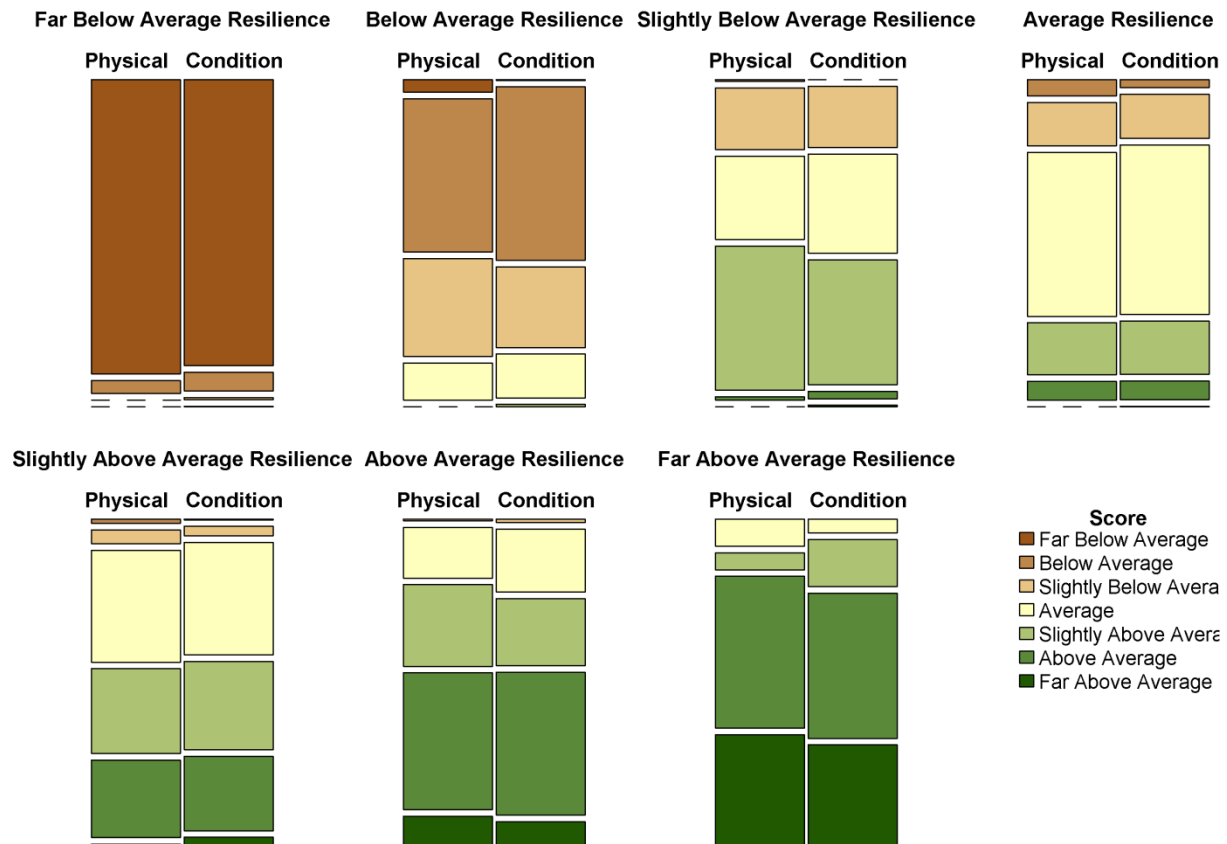 Far Below Average Resilience
Below Average Resilience
Slightly Below Average Resilience
Average Resilience
Physical Condition
Physical Condition
Physical Condition
Physical Condition
Slightly Above Average Resilience
Above Average Resilience
Far Above Average Resilience
Physical Condition
Physical Condition
Physical Condition
Score
Far Below Average
Below Average
Slightly Below Avera
Average
Slightly Above Avera
Above Average
Far Above Average